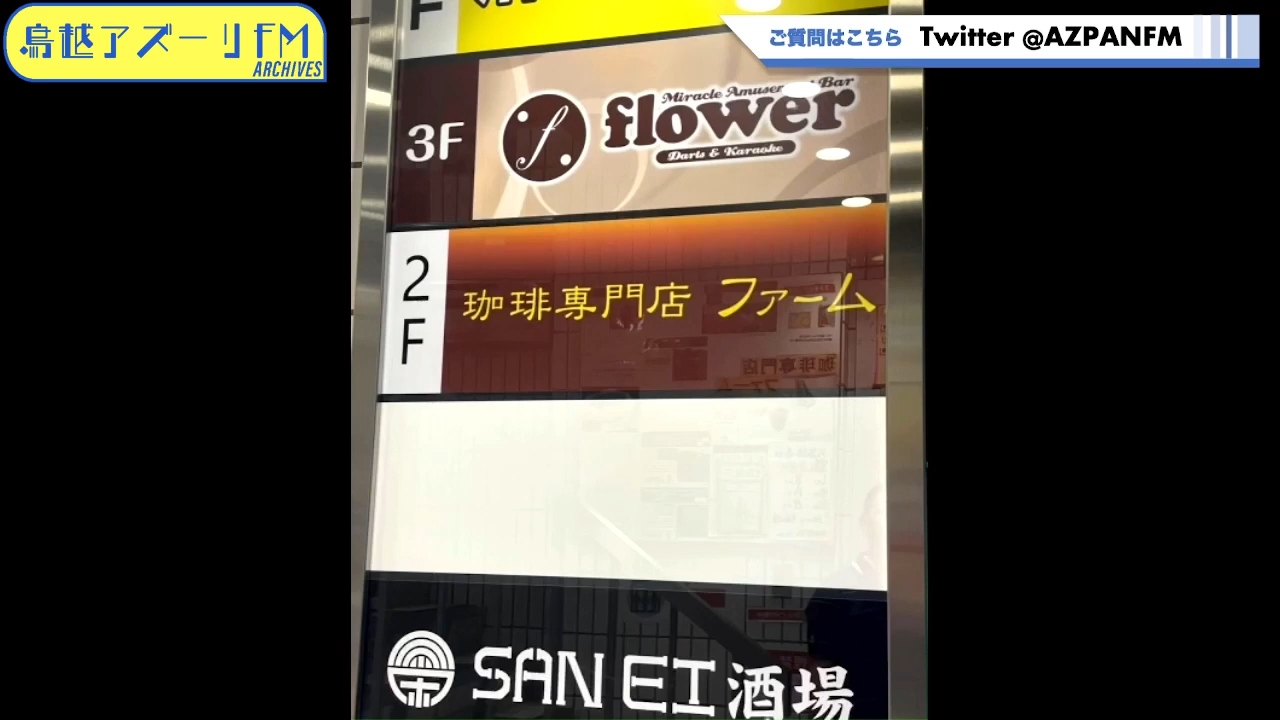 鳥越アズーリFM
ARCHIVES
ご質問はこちら Twitter @AZPANFM
F
3F
Miracle Amusement Bar
flower
Darts & Karaoke
2F
珈琲専門店 ファーム
SAN EI 酒場